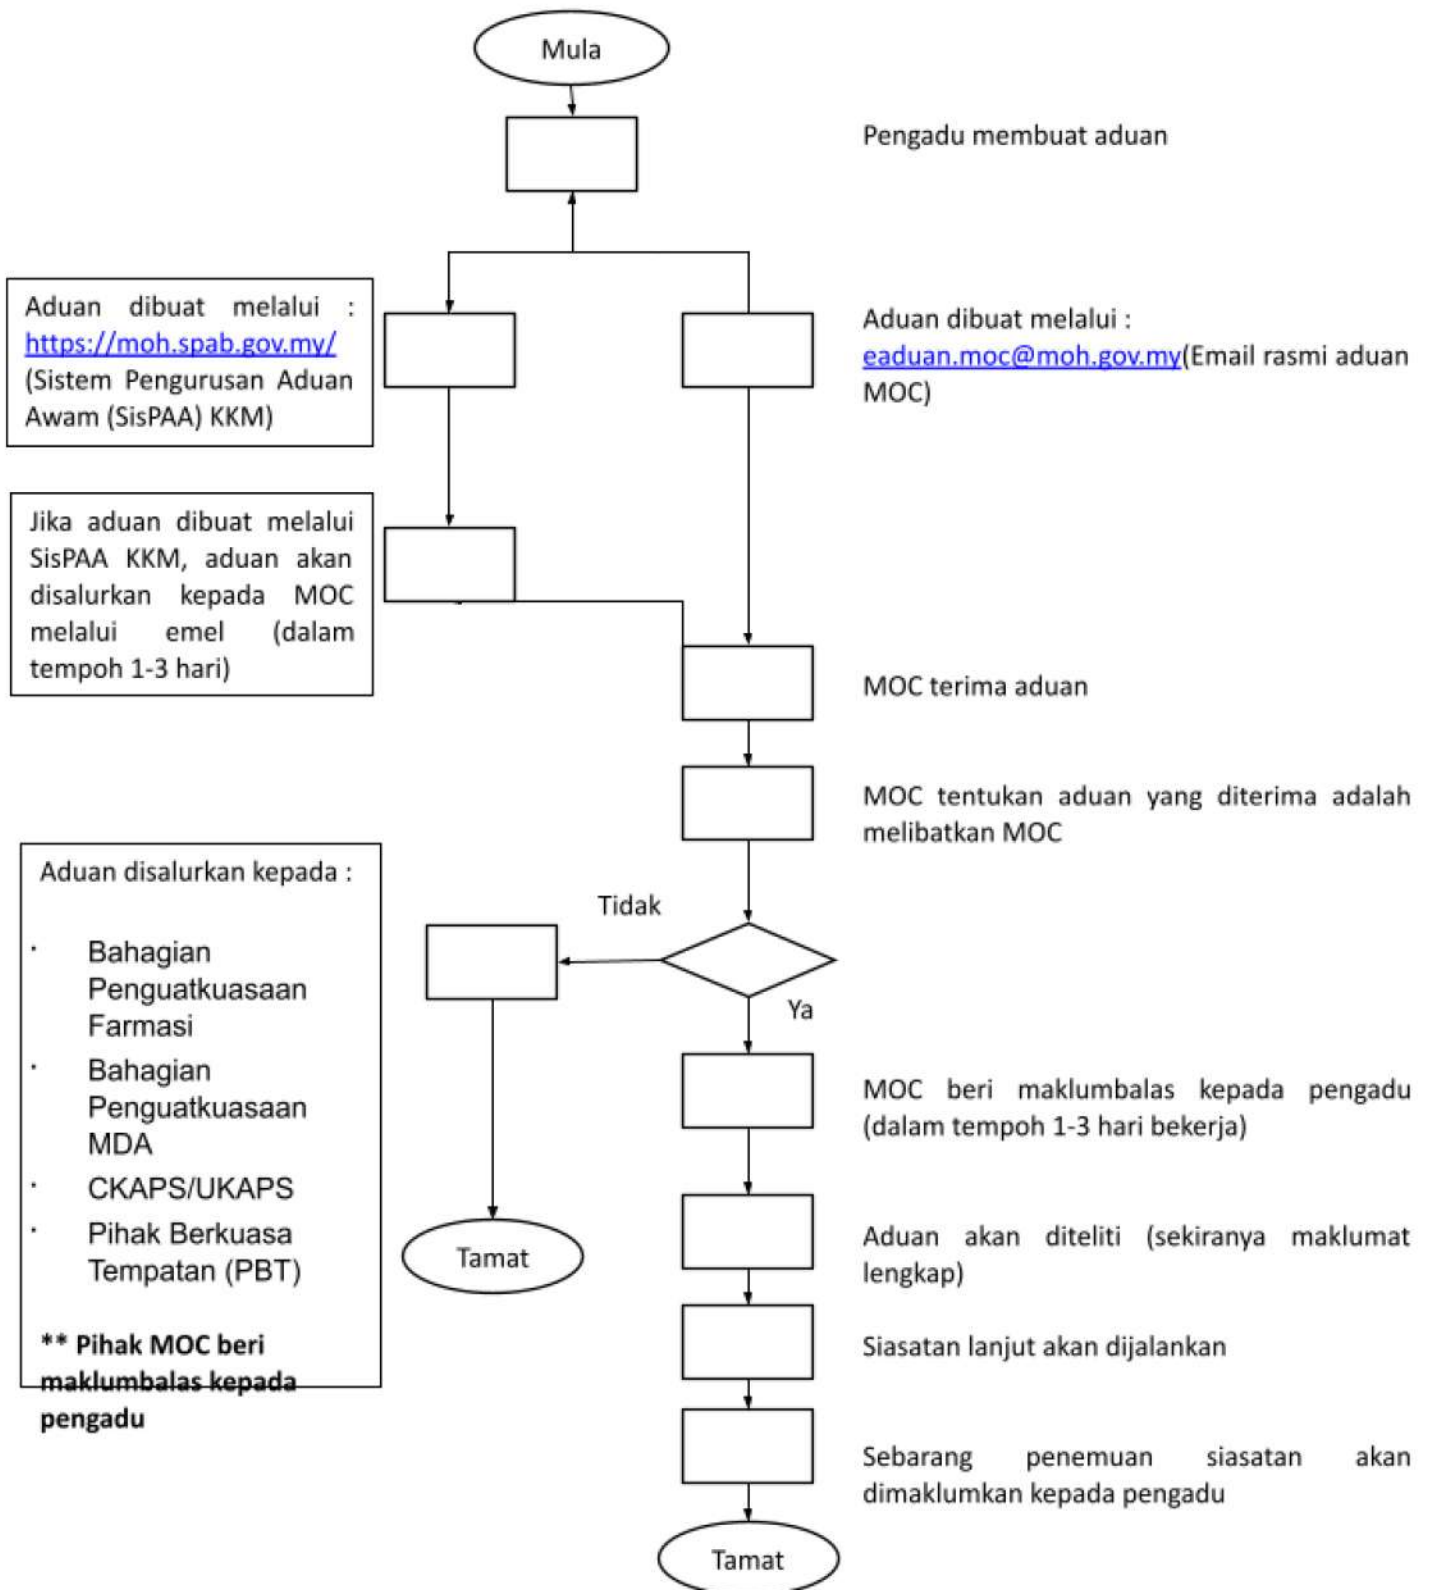 Mula
Pengadu membuat aduan
Aduan dibuat melalui :
https://moh.spab.gov.my/
(Sistem Pengurusan Aduan
Awam (SisPAA) KKM)
Aduan dibuat melalui :
eaduan.moc@moh.gov.my(Email rasmi aduan
MOC)
Jika aduan dibuat melalui
SisPAA KKM, aduan akan
disalurkan kepada MOC
melalui emel (dalam
tempoh 1-3 hari)
MOC terima aduan
MOC tentukan aduan yang diterima adalah
melibatkan MOC
Aduan disalurkan kepada :
· Bahagian
Penguatkuasaan
Farmasi
· Bahagian
Penguatkuasaan
MDA
· CKAPS/UKAPS
· Pihak Berkuasa
Tempatan (PBT)
** Pihak MOC beri
maklumbalas kepada
pengadu
Tidak
Ya
Tamat
MOC beri maklumbalas kepada pengadu
(dalam tempoh 1-3 hari bekerja)
Aduan akan diteliti (sekiranya maklumat
lengkap)
Siasatan lanjut akan dijalankan
Sebarang penemuan siasatan akan
dimaklumkan kepada pengadu
Tamat